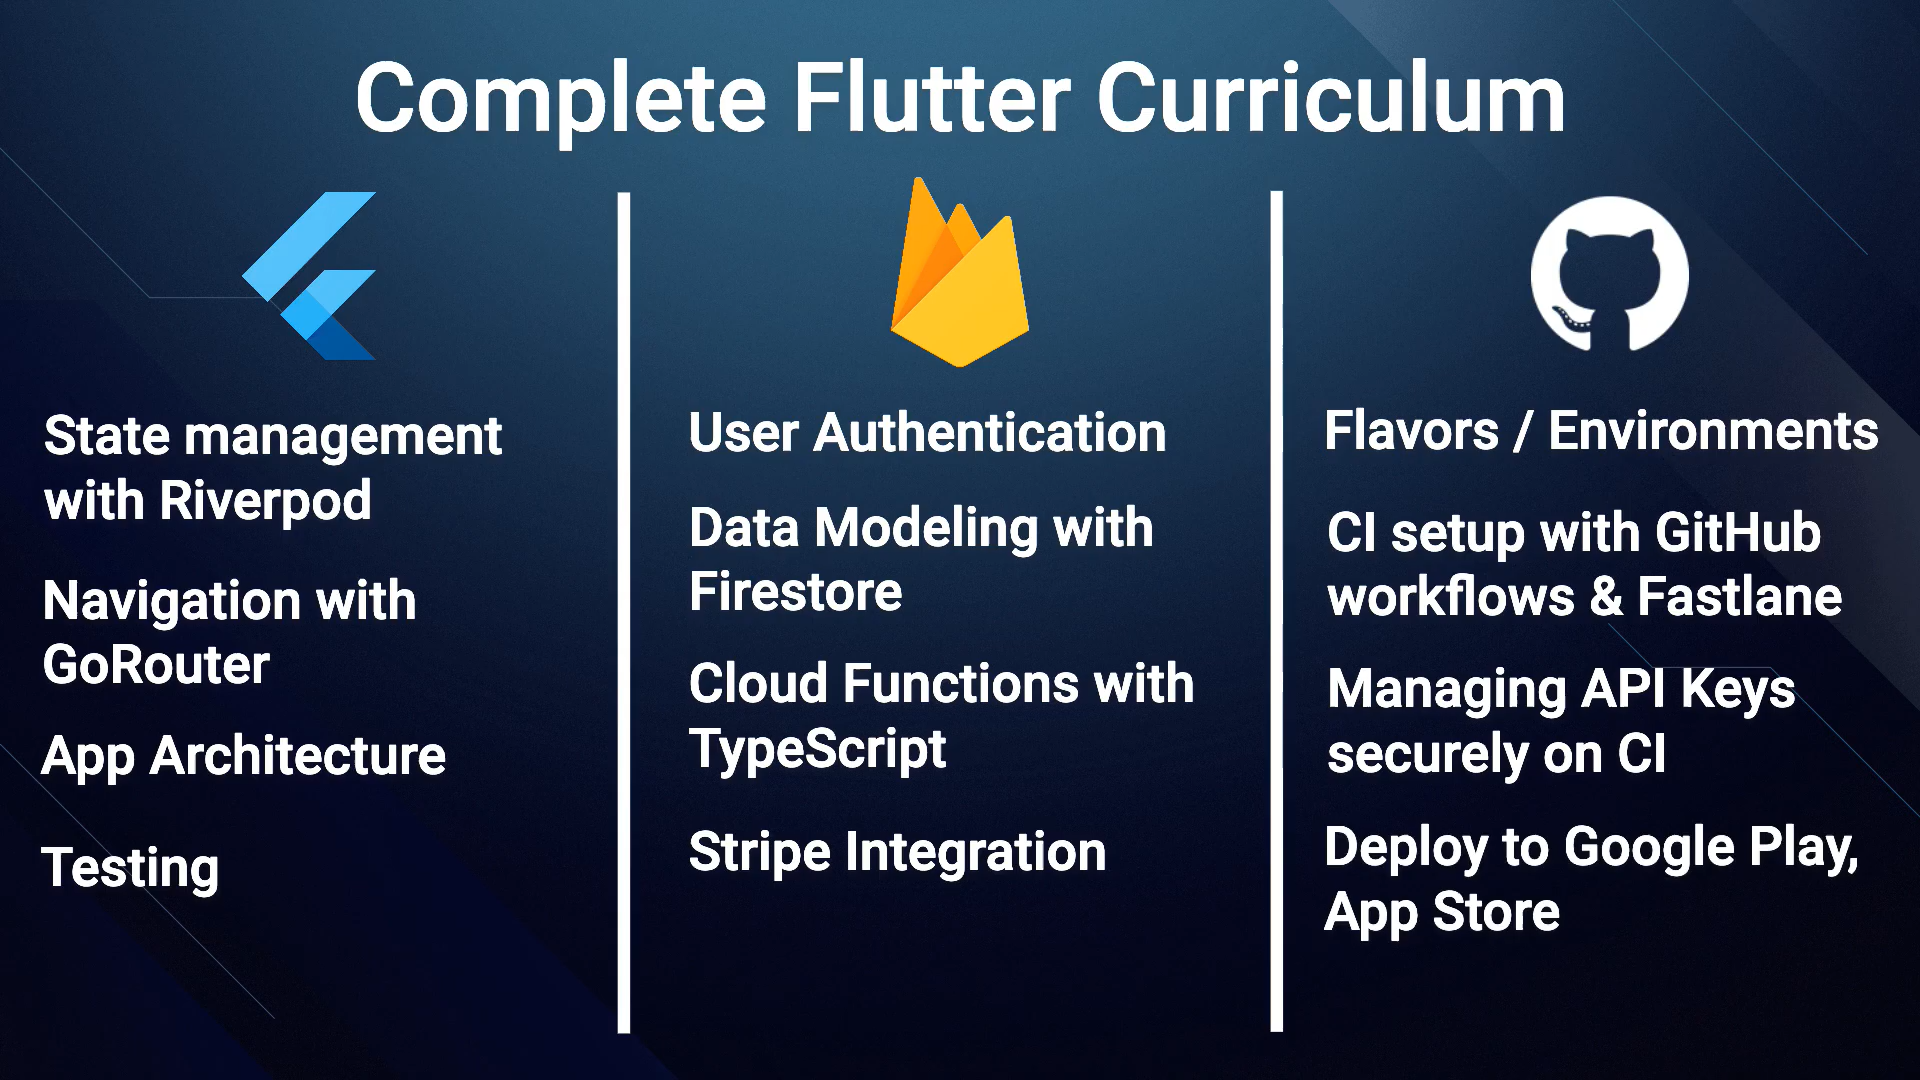 Complete Flutter Curriculum
State management
with Riverpod
Navigation with
GoRouter
App Architecture
Testing
User Authentication
Data Modeling with
Firestore
Cloud Functions with
TypeScript
Stripe Integration
Flavors / Environments
CI setup with GitHub
workflows & Fastlane
Managing API Keys
securely on CI
Deploy to Google Play,
App Store